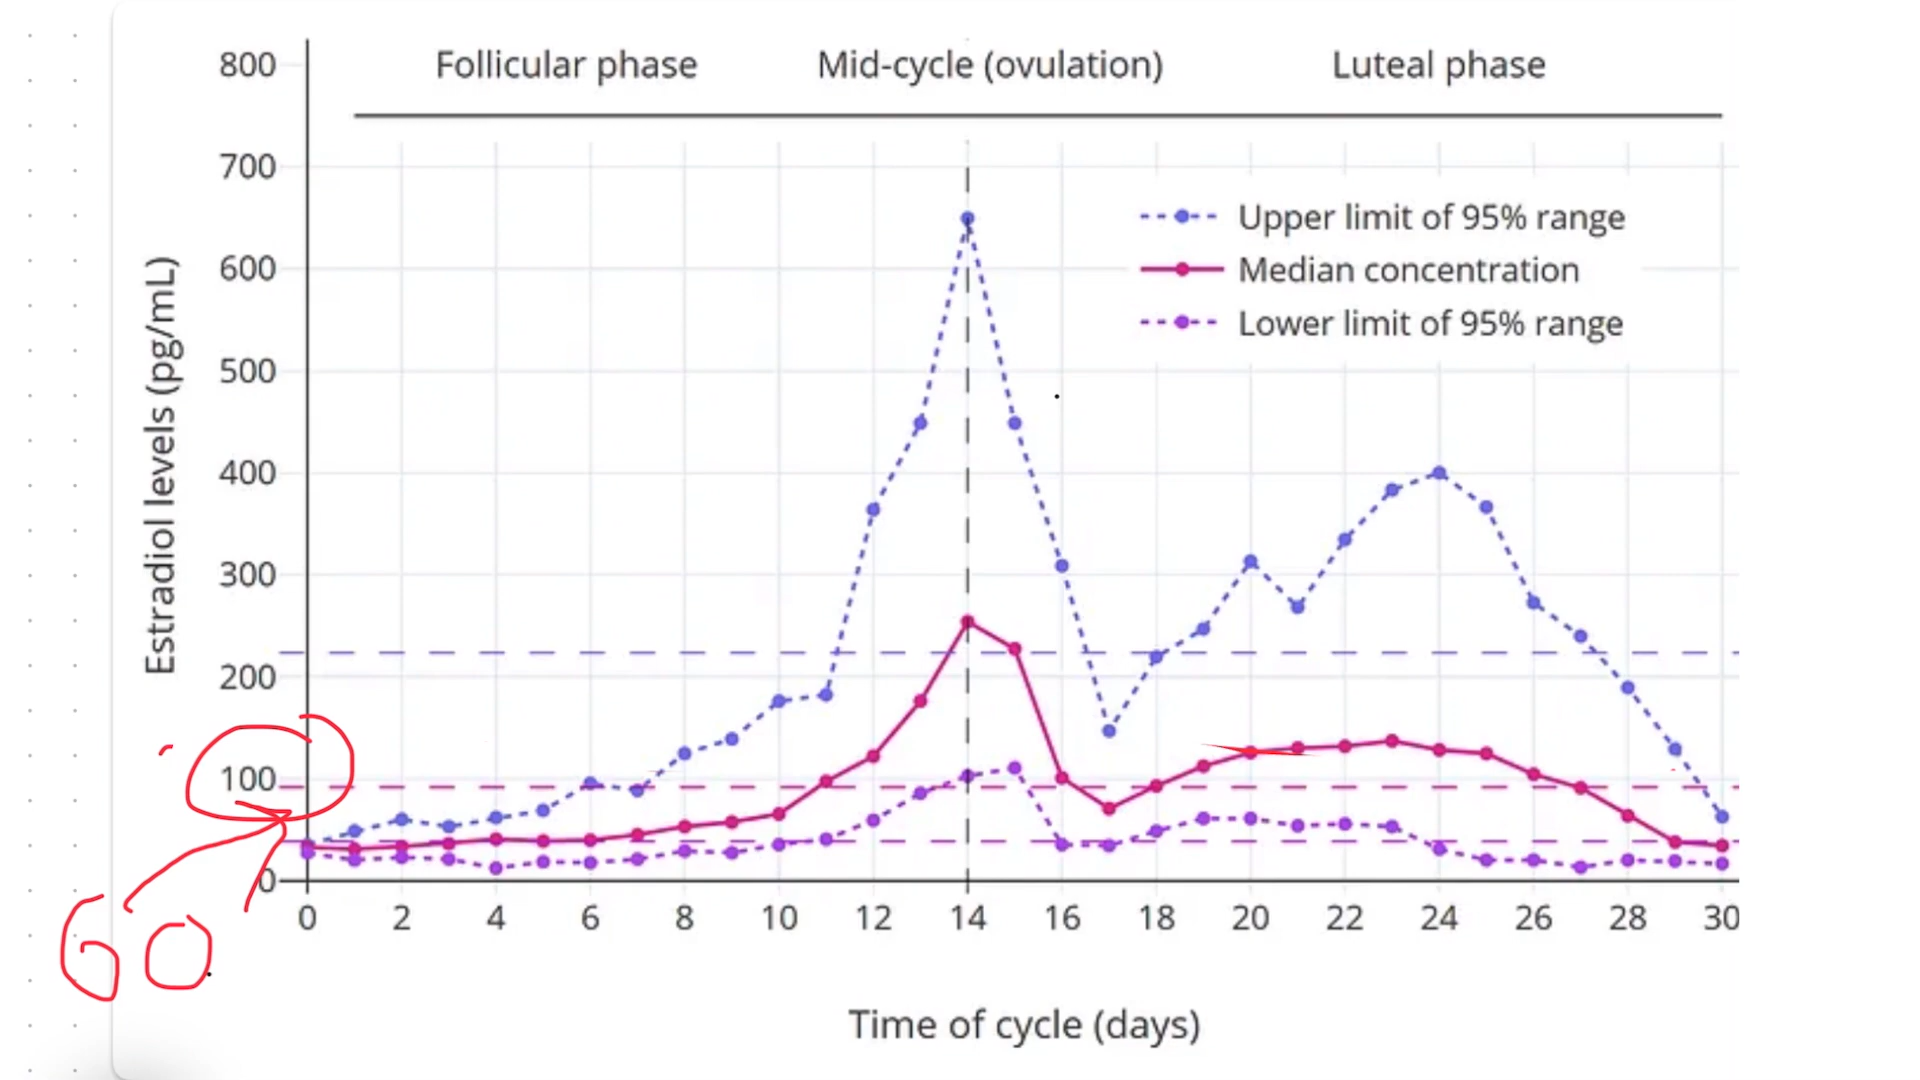 800
Follicular phase
Mid-cycle (ovulation)
Luteal phase
700
600
500
400
300
200
100
0
Estradiol levels (pg/mL)
Upper limit of 95% range
Median concentration
Lower limit of 95% range
60
0 2 4 6 8 10 12 14 16 18 20 22 24 26 28 30
Time of cycle (days)